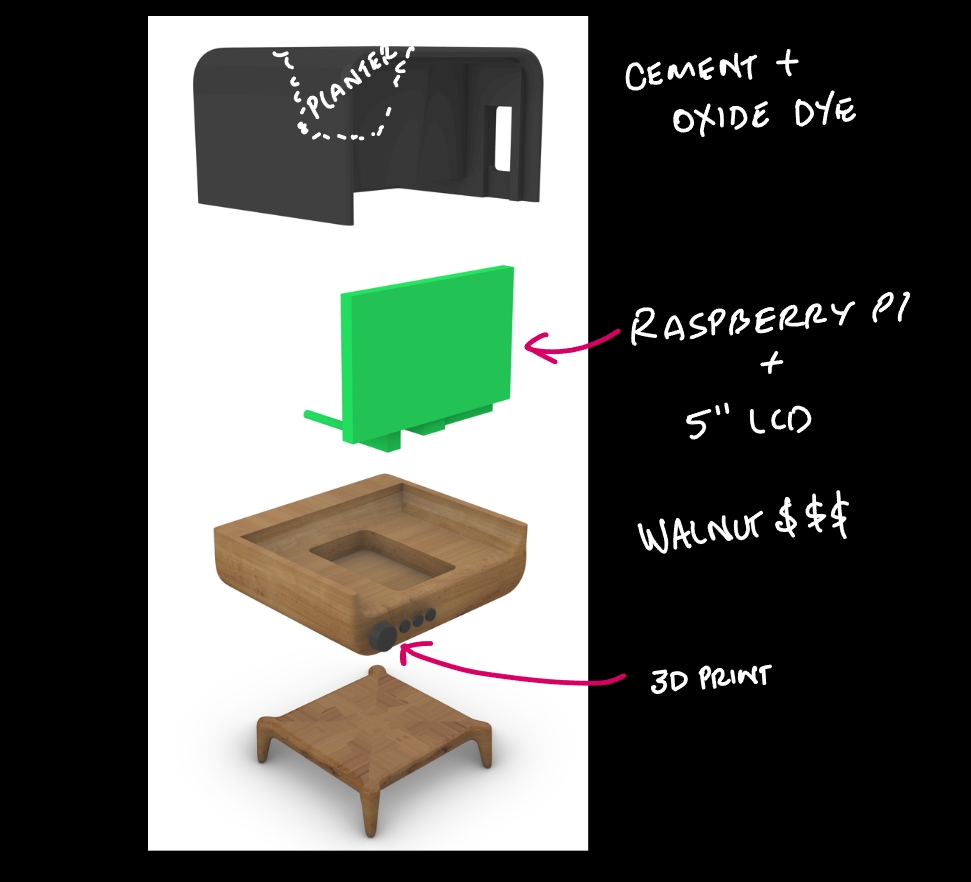 PLANTER
CEMENT +
OXIDE DYE
RASPBERRY PI
+
5" LCD
WALNUT $$$
3D PRINT